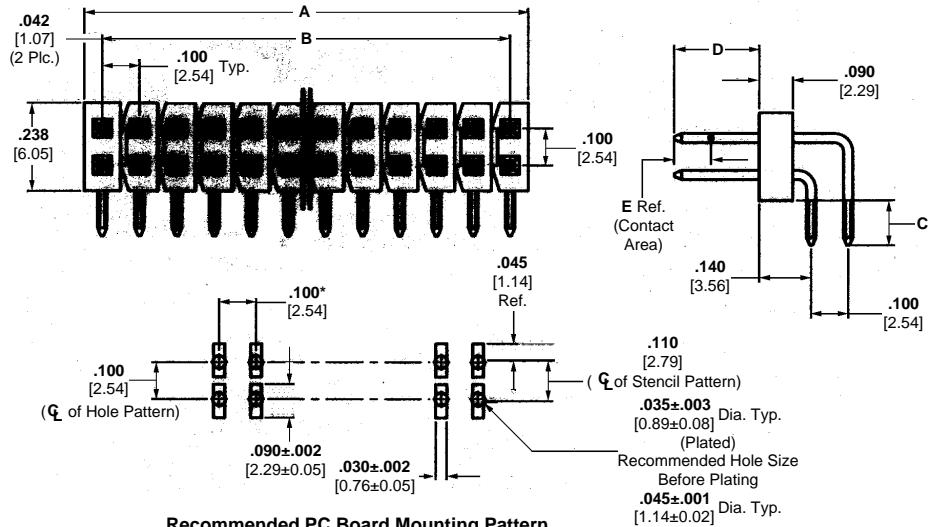 A
.042
[1.07]
(2 Plc.)
B
.100
[2.54] Typ.
.238
[6.05]
.100
[2.54]
D
.090
[2.29]
E Ref.
(Contact
Area)
C
.140
[3.56]
.100
[2.54]
.100*
[2.54]
.045
[1.14]
Ref.
.100
[2.54]
(℄ of Hole Pattern)
.110
[2.79]
( ℄ of Stencil Pattern)
.090±.002
[2.29±0.05]
.030±.002
[0.76±0.05]
.035±.003
[0.89±0.08] Dia. Typ.
(Plated)
Recommended Hole Size
Before Plating
.045±.001
[1.14±0.02] Dia. Typ.
Recommended PC Board Mounting Pattern